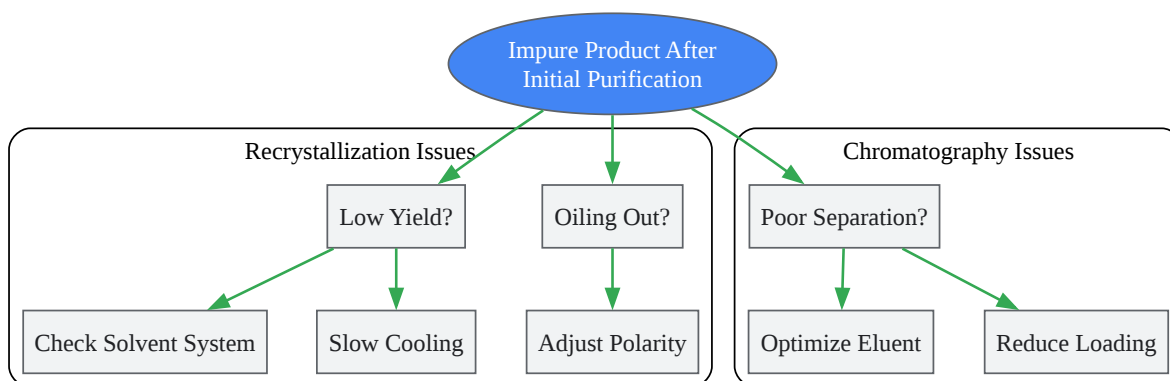 Impure Product After
Initial Purification
Recrystallization Issues
Chromatography Issues
Low Yield?
Oiling Out?
Poor Separation?
Check Solvent System
Slow Cooling
Adjust Polarity
Optimize Eluent
Reduce Loading